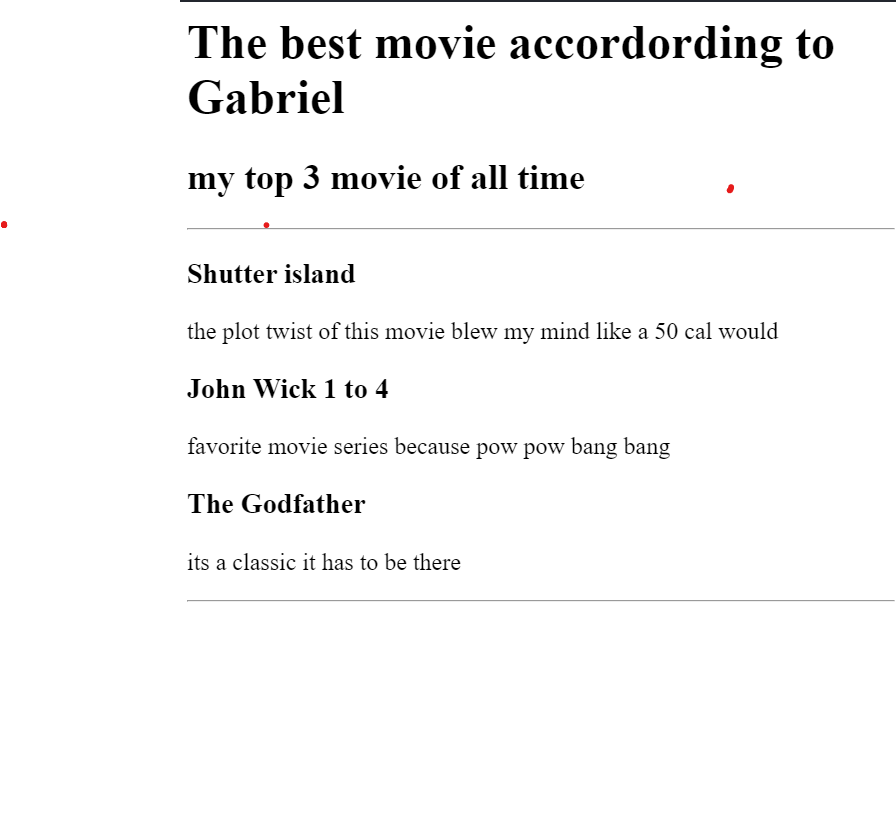 The best movie accordording to
Gabriel
my top 3 movie of all time
Shutter island
the plot twist of this movie blew my mind like a 50 cal would
John Wick 1 to 4
favorite movie series because pow pow bang bang
The Godfather
its a classic it has to be there